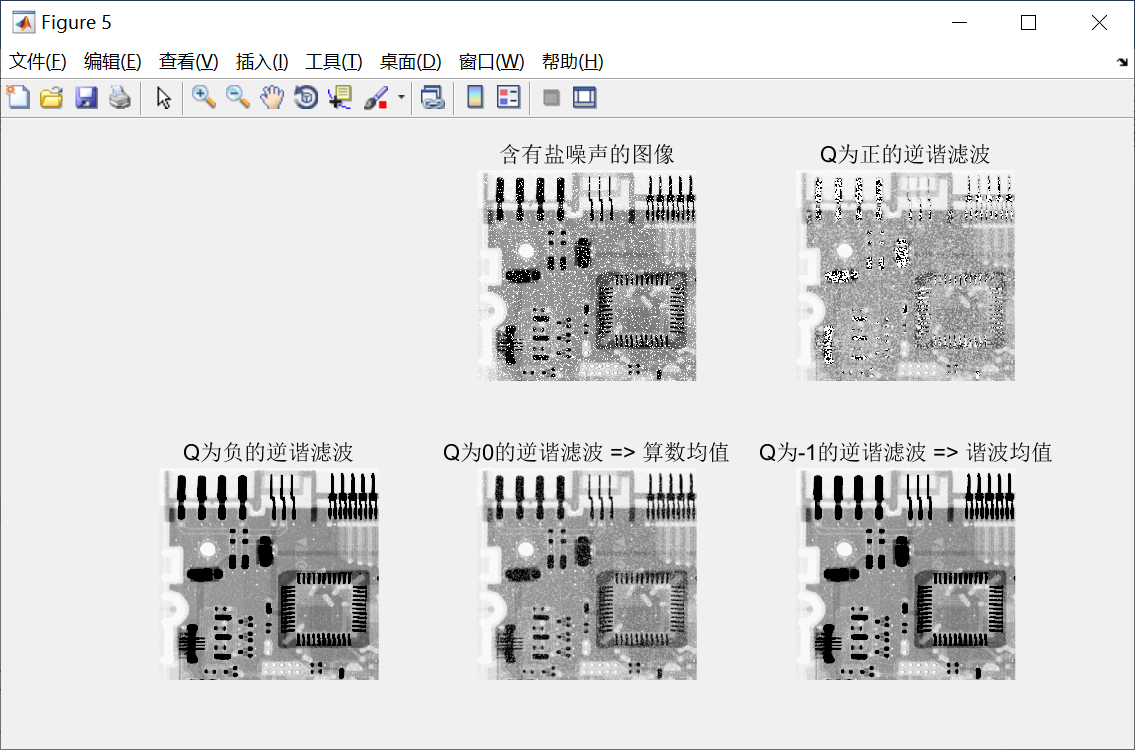 Figure 5
文件(F) 编辑(E) 查看(V) 插入(I) 工具(T) 桌面(D) 窗口(W) 帮助(H)
含有盐噪声的图像
Q为正的逆谐滤波
Q为负的逆谐滤波
Q为0的逆谐滤波 => 算数均值
Q为-1的逆谐滤波 => 谐波均值